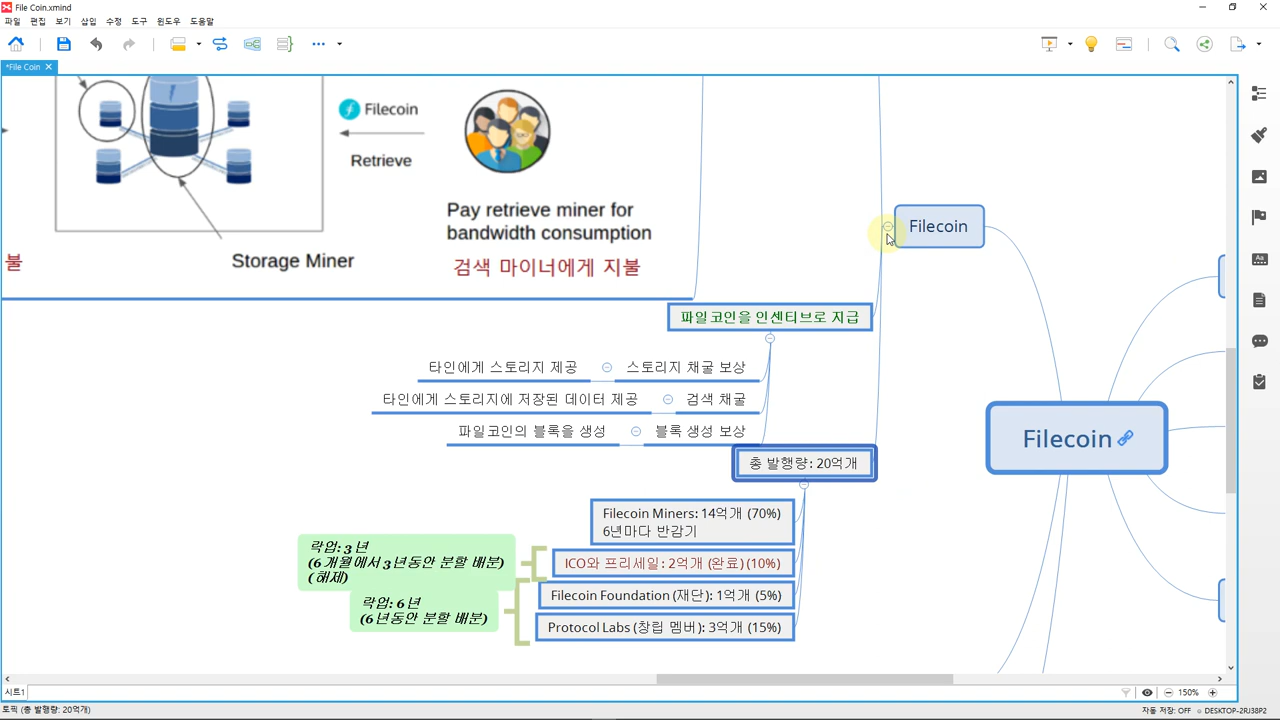 File Coin.xmind
파일 편집 보기 삽입 수정 도구 윈도우 도움말
*File Coin
Filecoin
Retrieve
Pay retrieve miner for
bandwidth consumption
검색 마이너에게 지불
불
Storage Miner
Filecoin
파일코인을 인센티브로 지급
타인에게 스토리지 제공 스토리지 채굴 보상
타인에게 스토리지에 저장된 데이터 제공 검색 채굴
파일코인의 블록을 생성 블록 생성 보상
총 발행량: 20억개
Filecoin
Filecoin Miners: 14억개 (70%)
6년마다 반감기
락업: 3년
(6개월에서 3년동안 분할 배분)
(해제)
ICO와 프리세일: 2억개 (완료) (10%)
Filecoin Foundation (재단): 1억개 (5%)
락업: 6년
(6년동안 분할 배분)
Protocol Labs (창립 멤버): 3억개 (15%)
시트1
150%
토픽 (총 발행량: 20억개)
자동 저장: OFF DESKTOP-2RJ38P2